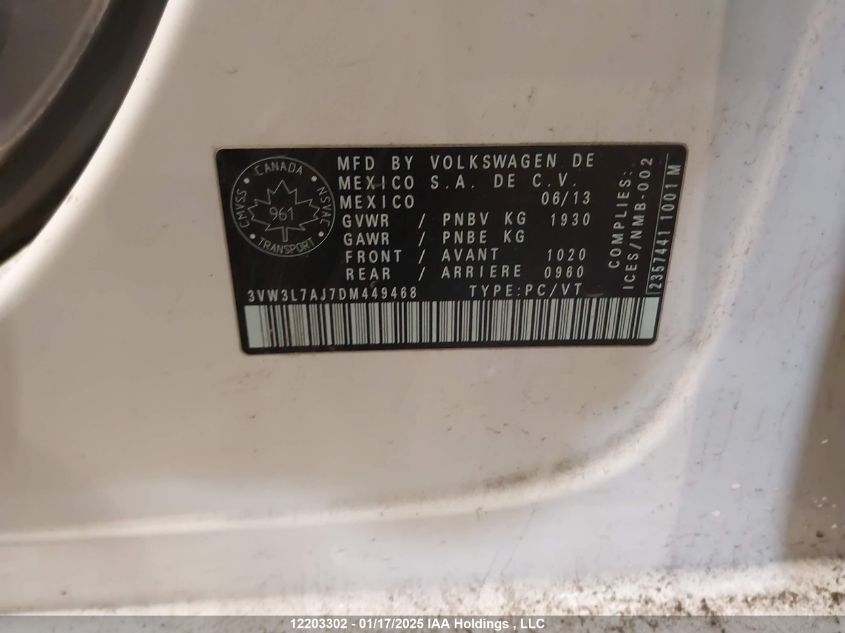 CANADA
CMVSS
NSVAC
961
TRANSPORT
MFD BY VOLKSWAGEN DE
MEXICO S.A. DE C.V.
MEXICO 06/13
GVWR / PNBV KG 1930
GAWR / PNBE KG
FRONT / AVANT 1020
REAR / ARRIERE 0960
3VW3L7AJ7DM449468 TYPE:PC/VT
COMPLIES:
ICES/NMB-002
2357441 1001M
12203302 - 01/17/2025 IAA Holdings , LLC